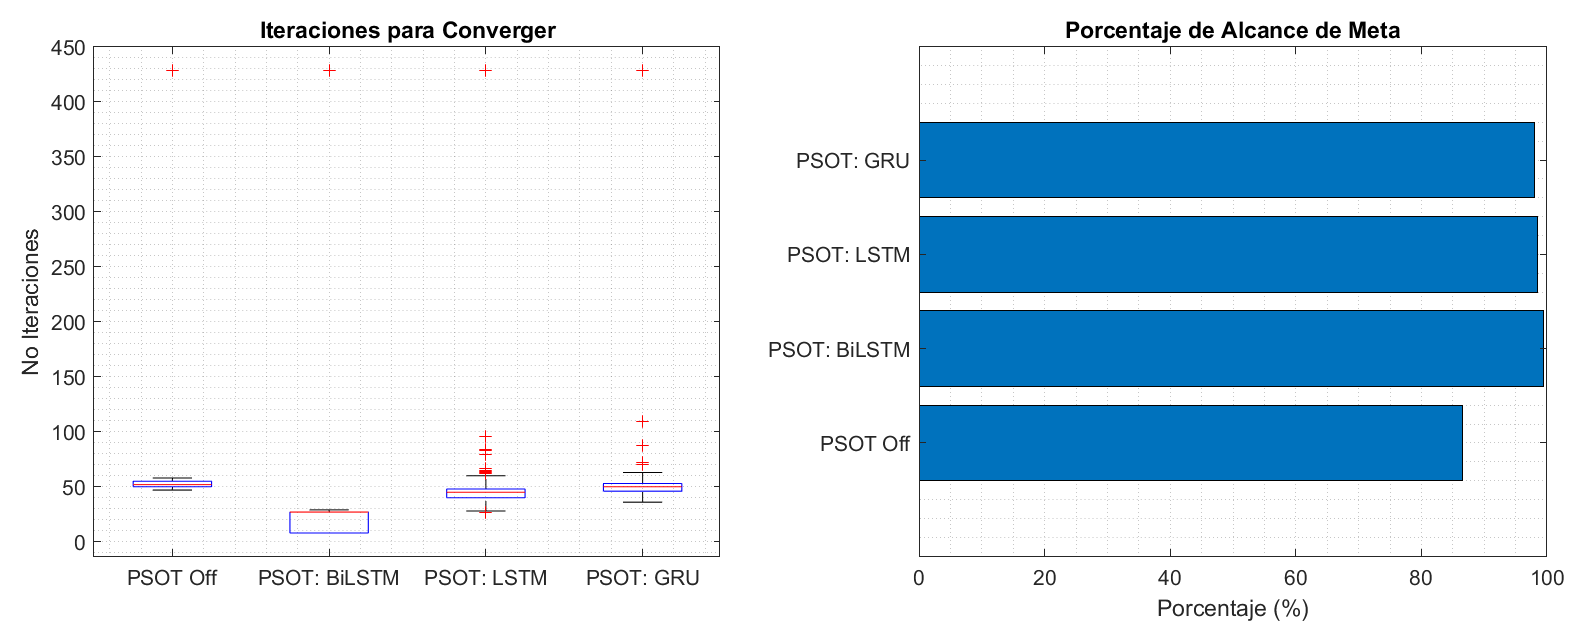 Iteraciones para Converger
No Iteraciones
450
400
350
300
250
200
150
100
50
0
PSOT Off
PSOT: BiLSTM
PSOT: LSTM
PSOT: GRU
Porcentaje de Alcance de Meta
PSOT: GRU
PSOT: LSTM
PSOT: BiLSTM
PSOT Off
0
20
40
60
80
100
Porcentaje (%)